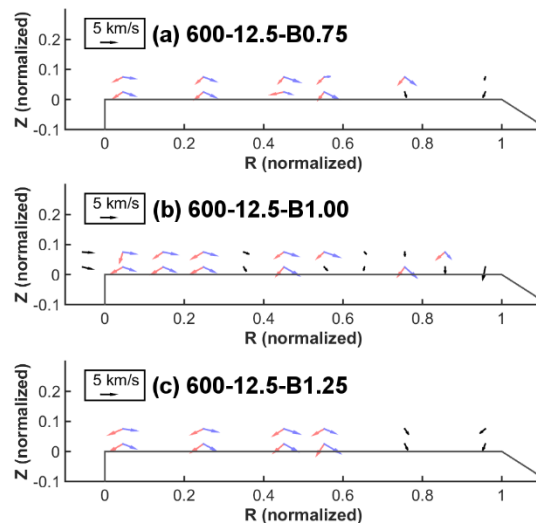 5 km/s
(a) 600-12.5-B0.75
Z (normalized)
0.2
0.1
0
-0.1
0 0.2 0.4 0.6 0.8 1
R (normalized)
5 km/s
(b) 600-12.5-B1.00
Z (normalized)
0.2
0.1
0
-0.1
0 0.2 0.4 0.6 0.8 1
R (normalized)
5 km/s
(c) 600-12.5-B1.25
Z (normalized)
0.2
0.1
0
-0.1
0 0.2 0.4 0.6 0.8 1
R (normalized)